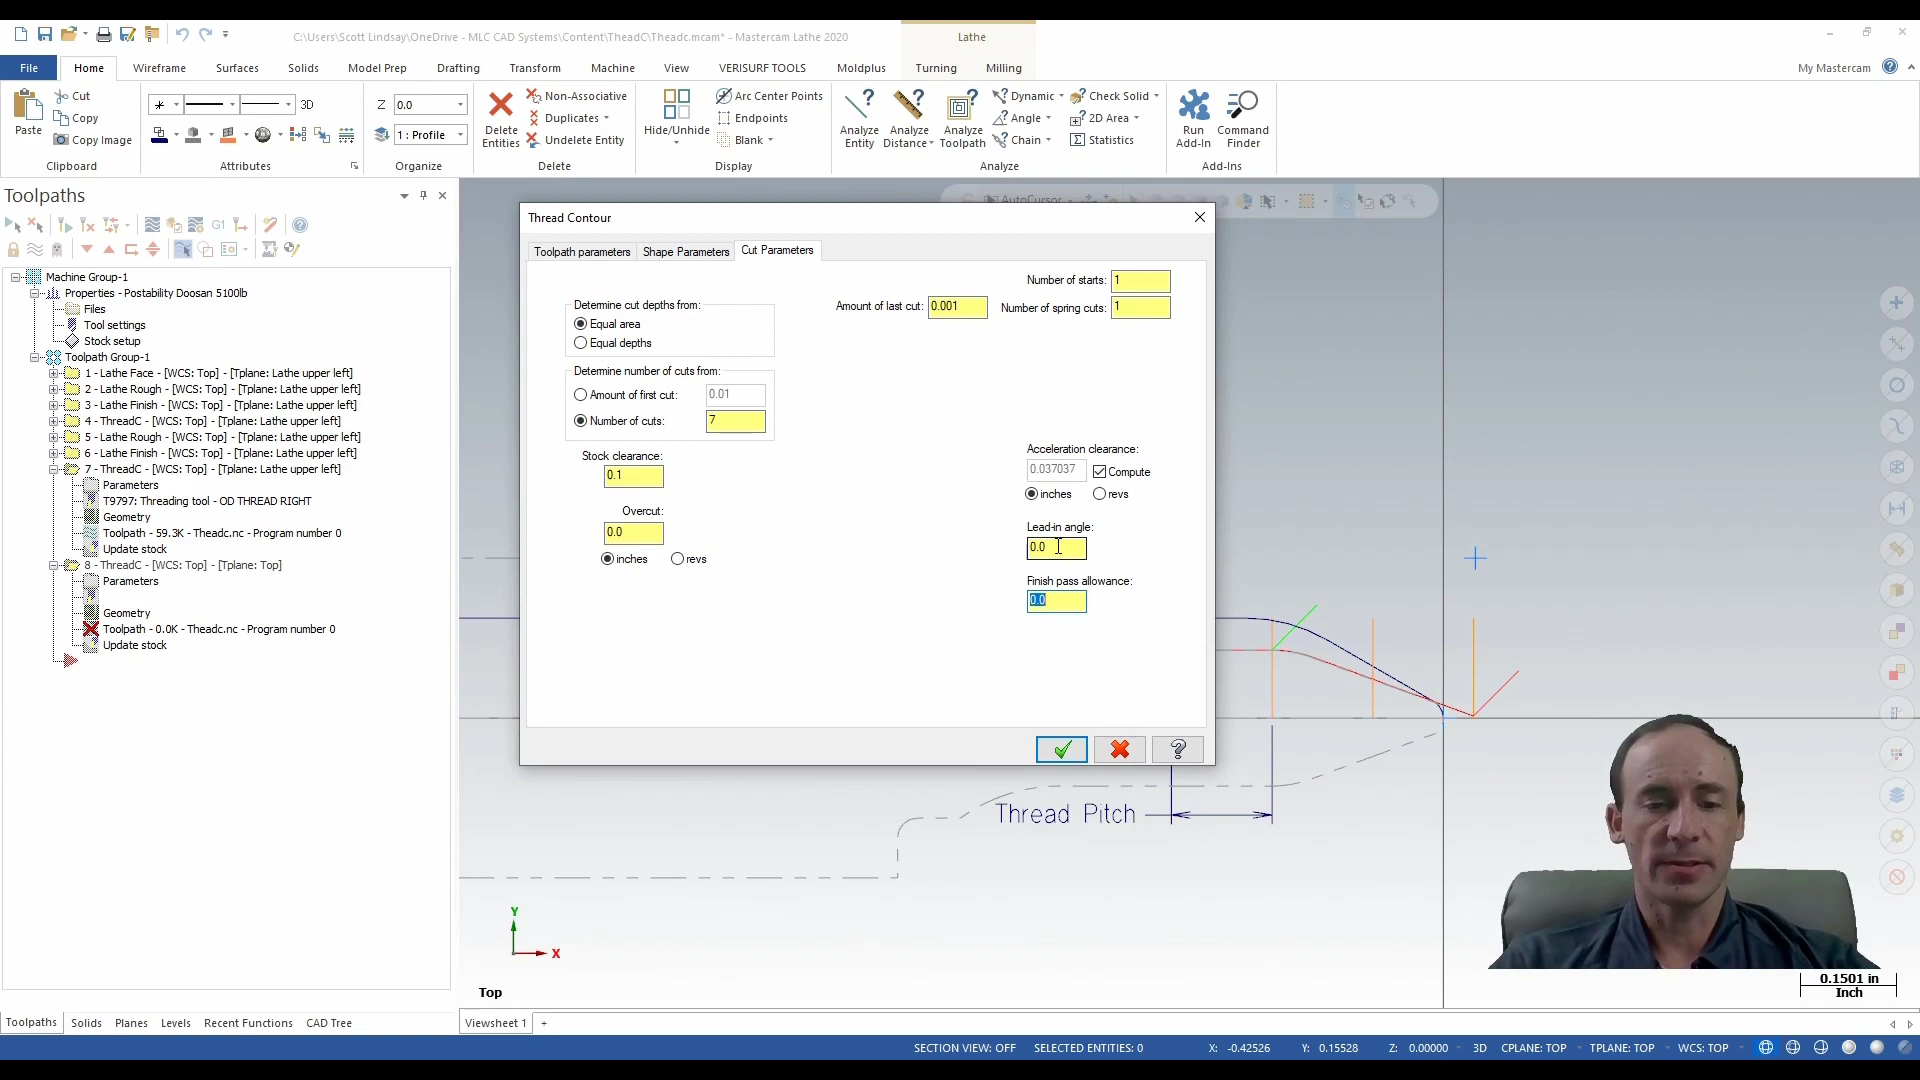 C:\Users\Scott Lindsay\OneDrive - MLC CAD Systems\Content\TheadC\Theadc.mcam* - Mastercam Lathe 2020
Lathe
File
Home
Wireframe
Surfaces
Solids
Model Prep
Drafting
Transform
Machine
View
VERISURF TOOLS
Moldplus
Turning
Milling
My Mastercam
Paste
Cut
Copy
Copy Image
Clipboard
3D
Attributes
Z
0.0
1 : Profile
Organize
Delete
Entities
Non-Associative
Duplicates
Undelete Entity
Delete
Hide/Unhide
Arc Center Points
Endpoints
Blank
Display
Analyze
Entity
Analyze
Distance
Analyze
Toolpath
Dynamic
Angle
Chain
Check Solid
2D Area
Statistics
Analyze
Run
Add-In
Command
Finder
Add-Ins
Toolpaths
G1
Machine Group-1
Properties - Postability Doosan 5100lb
Files
Tool settings
Stock setup
Toolpath Group-1
1 - Lathe Face - [WCS: Top] - [Tplane: Lathe upper left]
2 - Lathe Rough - [WCS: Top] - [Tplane: Lathe upper left]
3 - Lathe Finish - [WCS: Top] - [Tplane: Lathe upper left]
4 - ThreadC - [WCS: Top] - [Tplane: Lathe upper left]
5 - Lathe Rough - [WCS: Top] - [Tplane: Lathe upper left]
6 - Lathe Finish - [WCS: Top] - [Tplane: Lathe upper left]
7 - ThreadC - [WCS: Top] - [Tplane: Lathe upper left]
Parameters
T9797: Threading tool - OD THREAD RIGHT
Geometry
Toolpath - 59.3K - Theadc.nc - Program number 0
Update stock
8 - ThreadC - [WCS: Top] - [Tplane: Top]
Parameters
Geometry
Toolpath - 0.0K - Theadc.nc - Program number 0
Update stock
AutoCursor
Thread Contour
Toolpath parameters
Shape Parameters
Cut Parameters
Number of starts:
1
Determine cut depths from:
Equal area
Equal depths
Amount of last cut:
0.001
Number of spring cuts:
1
Determine number of cuts from:
Amount of first cut:
0.01
Number of cuts:
7
Stock clearance:
0.1
Overcut:
0.0
inches
revs
Acceleration clearance:
0.037037
Compute
inches
revs
Lead-in angle:
0.0
Finish pass allowance:
0.0
Thread Pitch
Y
X
Top
0.1501 in
Inch
Toolpaths
Solids
Planes
Levels
Recent Functions
CAD Tree
Viewsheet 1
+
SECTION VIEW: OFF
SELECTED ENTITIES: 0
X: -0.42526
Y: 0.15528
Z: 0.00000
3D
CPLANE: TOP
TPLANE: TOP
WCS: TOP